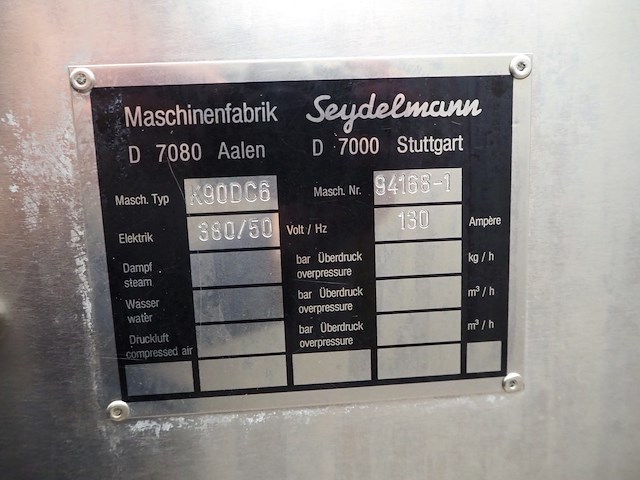 Maschinenfabrik Seydelmann
D 7080 Aalen D 7000 Stuttgart
Masch. Typ K90DC6 Masch. Nr. 94168-1
Elektrik 380/50 Volt / Hz 130 Ampère
Dampf bar Überdruck kg / h
steam overpressure
Wasser bar Überdruck m³ / h
water overpressure
Druckluft bar Überdruck m³ / h
compressed air overpressure